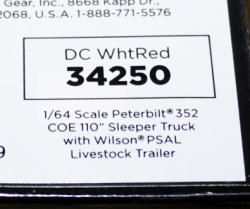 Gear, Inc., 8668 Kapp Dr.,
2068, U.S.A. 1-888-771-5576
DC WhtRed
34250
1/64 Scale Peterbilt® 352
COE 110" Sleeper Truck
with Wilson® PSAL
Livestock Trailer
9